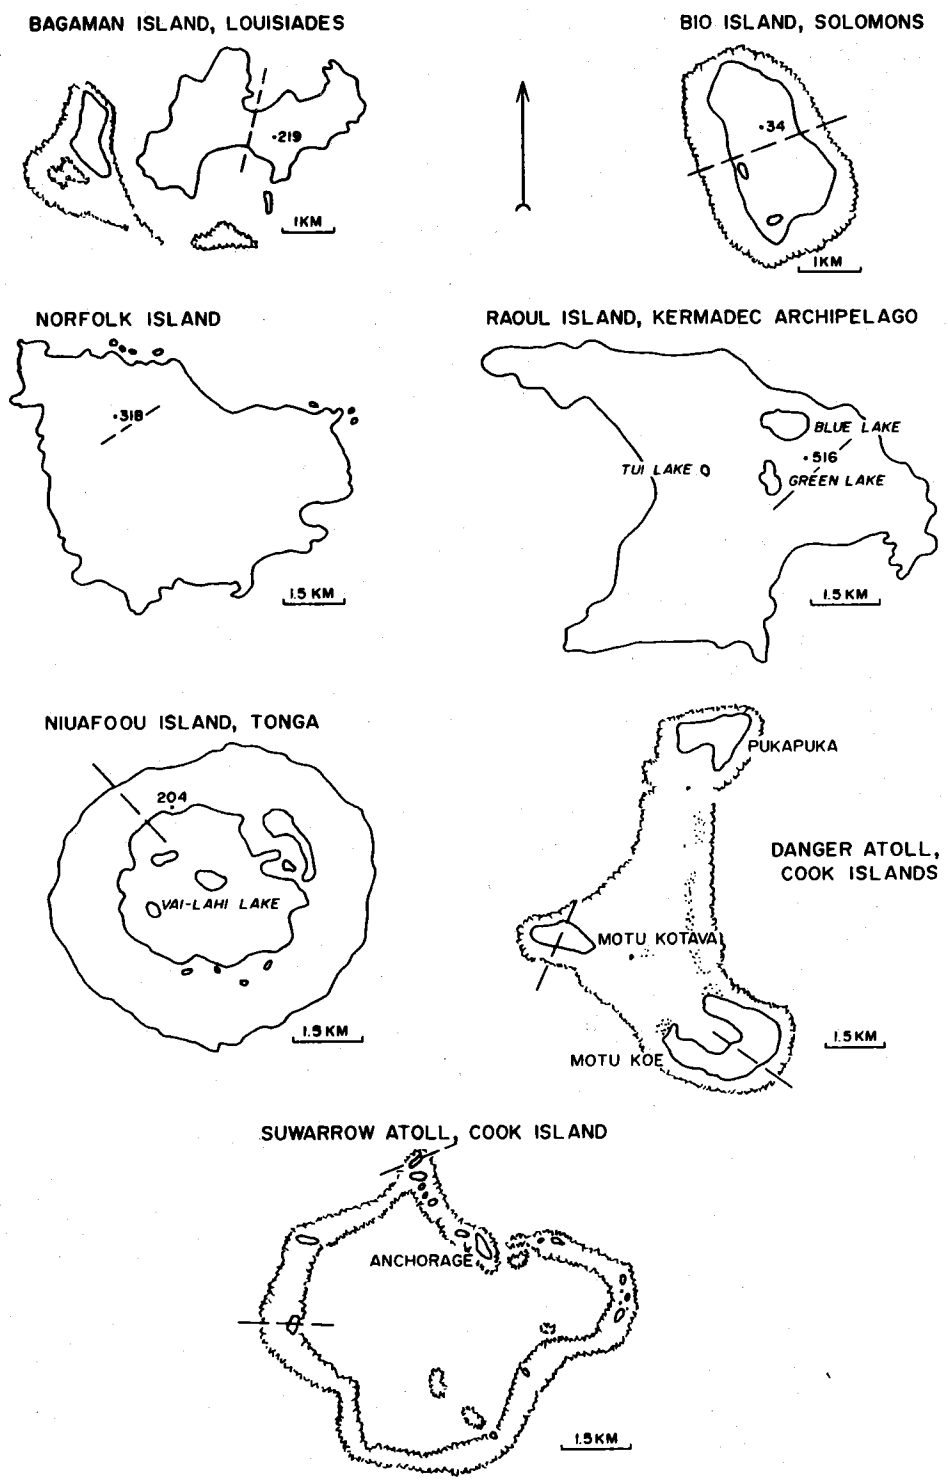 BAGAMAN ISLAND, LOUISIADES
.219
1KM
BIO ISLAND, SOLOMONS
.34
1KM
NORFOLK ISLAND
.318
1.5 KM
RAOUL ISLAND, KERMADEC ARCHIPELAGO
BLUE LAKE
.516
TUI LAKE
GREEN LAKE
1.5 KM
NIUAFOOU ISLAND, TONGA
204
VAI-LAHI LAKE
1.5 KM
PUKAPUKA
DANGER ATOLL,
COOK ISLANDS
MOTU KOTAVA
MOTU KOE
1.5 KM
SUWARROW ATOLL, COOK ISLAND
ANCHORAGE
1.5 KM